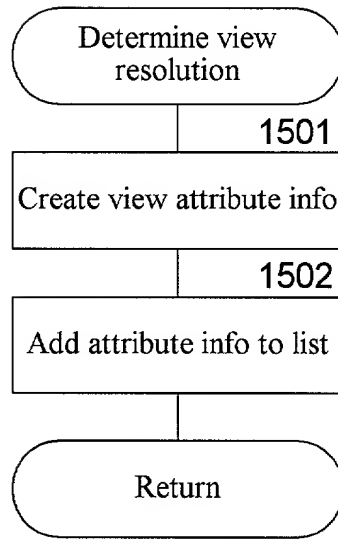 Determine view
resolution
1501
Create view attribute info
1502
Add attribute info to list
Return